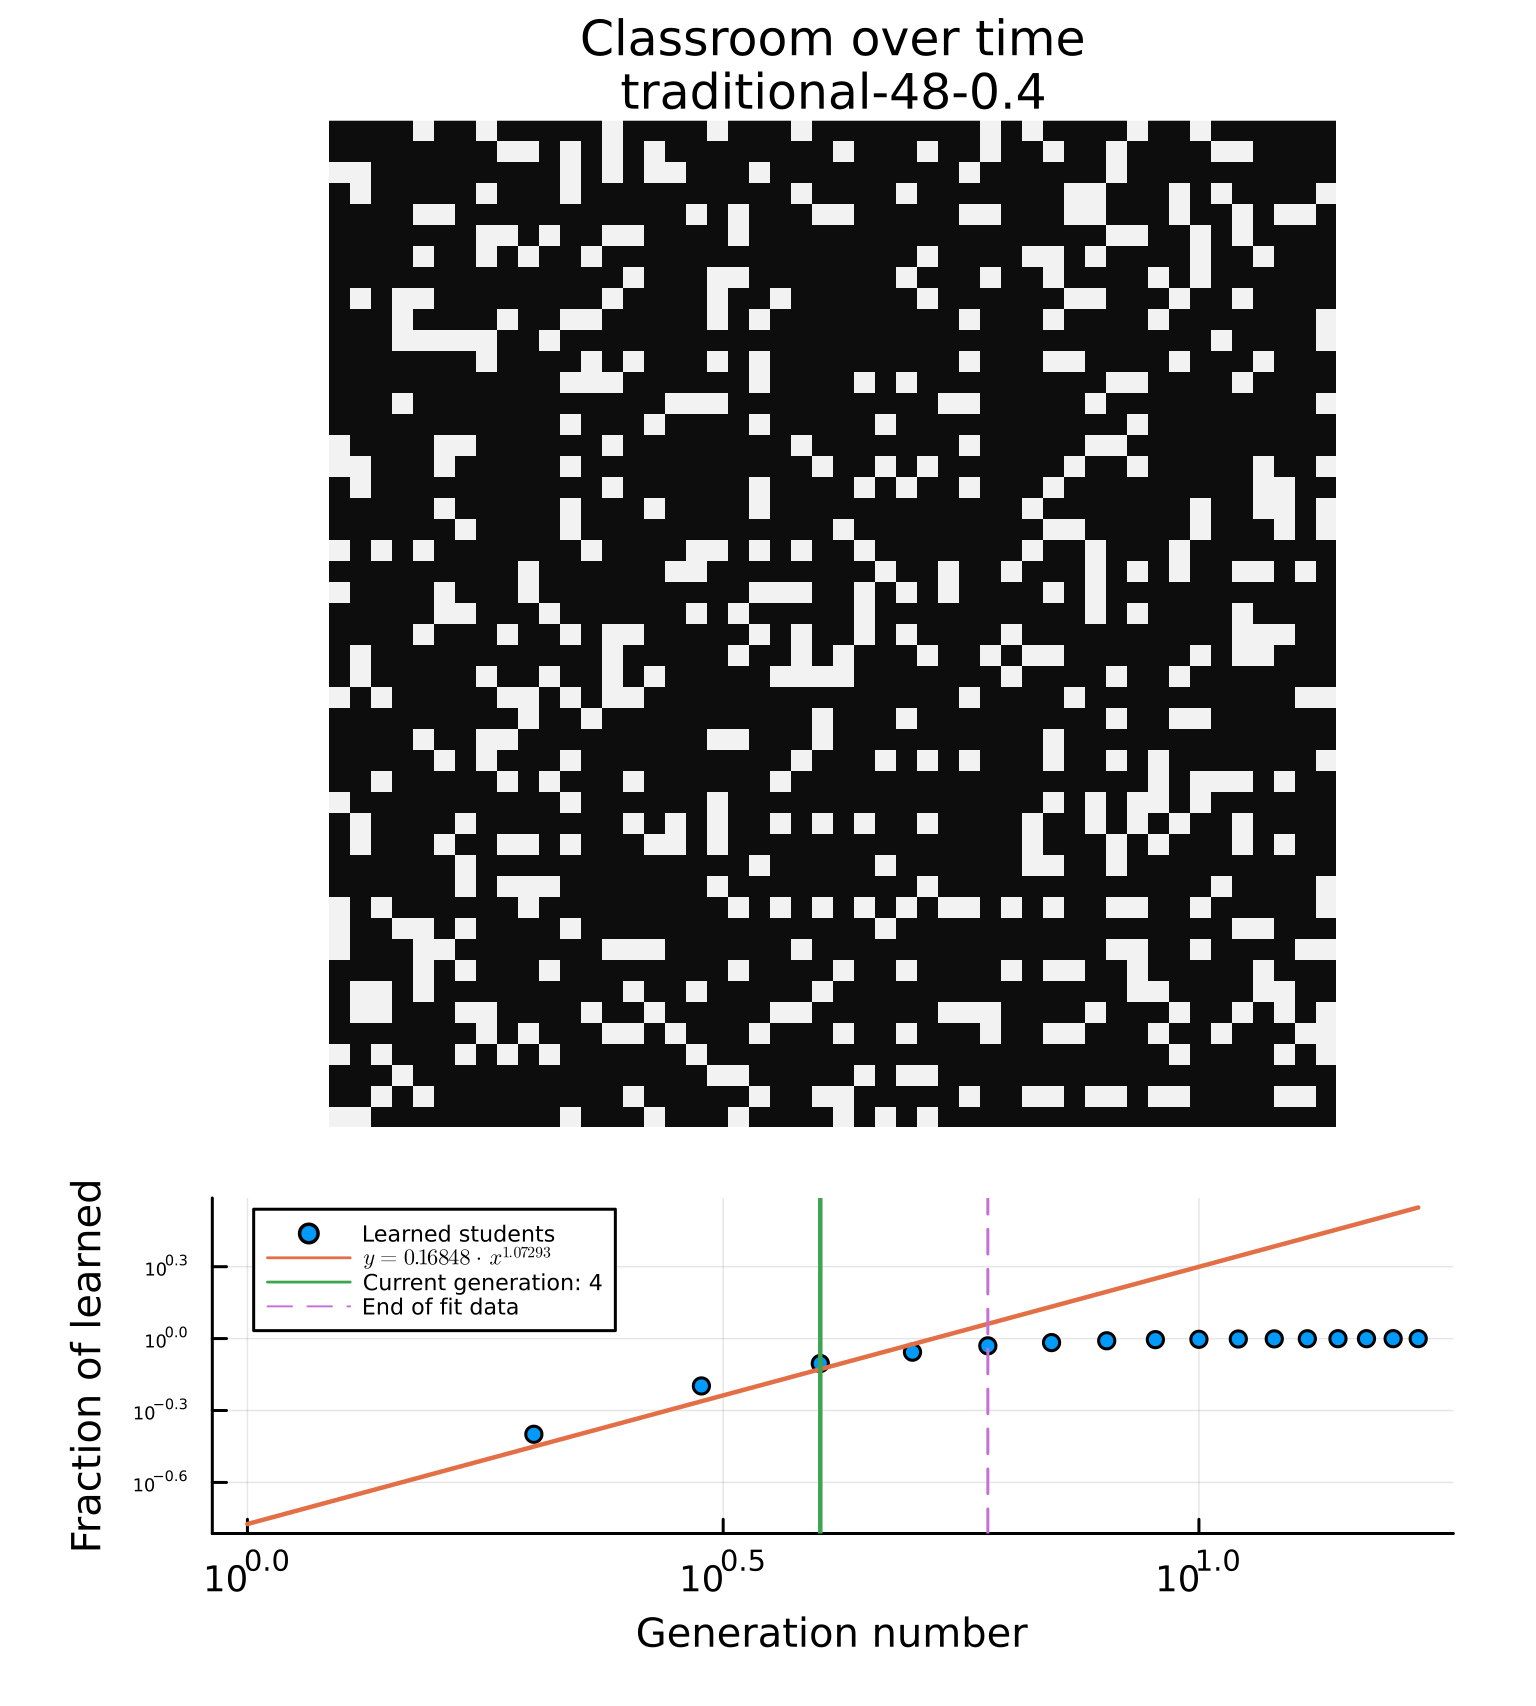 Classroom over time
traditional-48-0.4
Fraction of learned
Learned students
y = 0.16848 · x^1.07293
Current generation: 4
End of fit data
10^0.3
10^0.0
10^−0.3
10^−0.6
10^0.0 10^0.5 10^1.0
Generation number